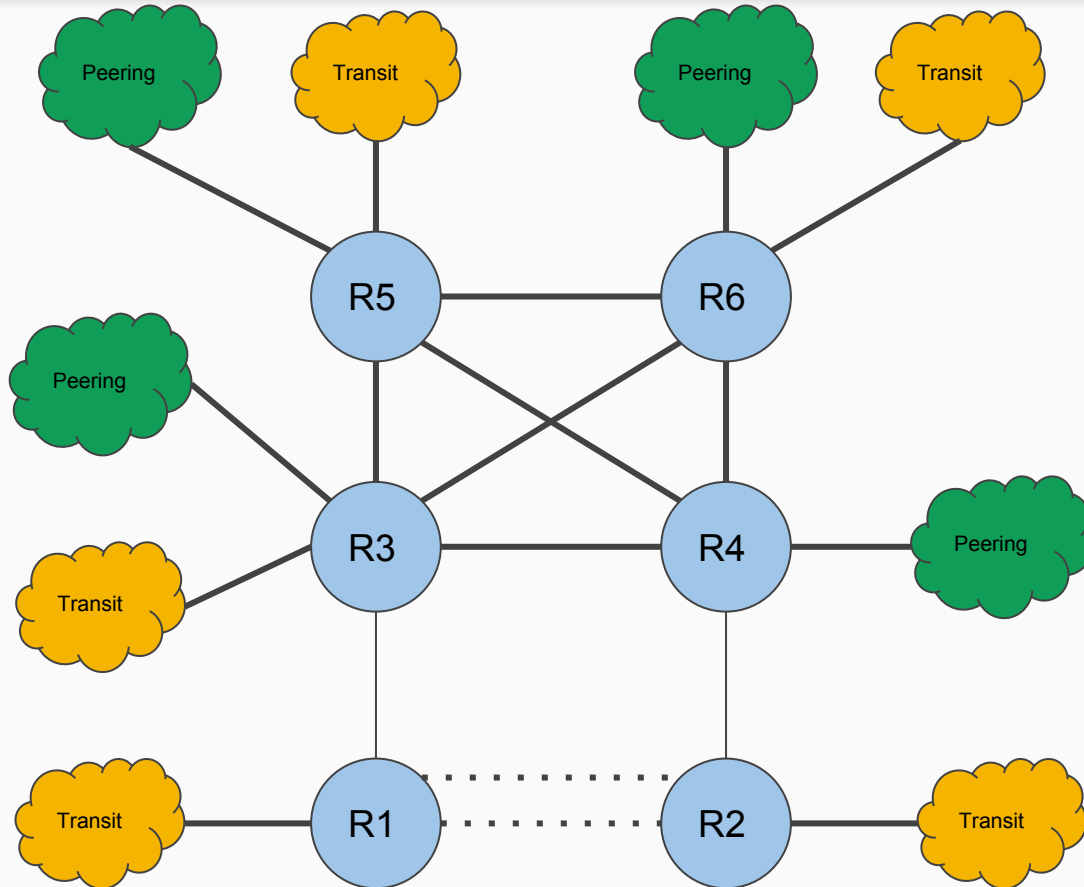 Peering
Transit
Peering
Transit
R5
R6
Peering
R3
R4
Peering
Transit
Transit
R1
R2
Transit